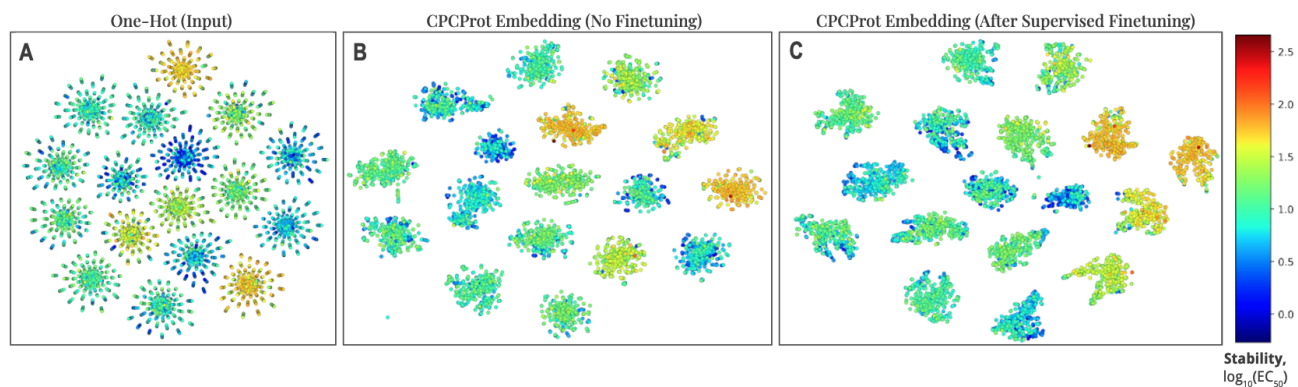 One-Hot (Input)
CPCProt Embedding (No Finetuning)
CPCProt Embedding (After Supervised Finetuning)
A
B
C
2.5
2.0
1.5
1.0
0.5
0.0
Stability,
log₁₀(EC₅₀)